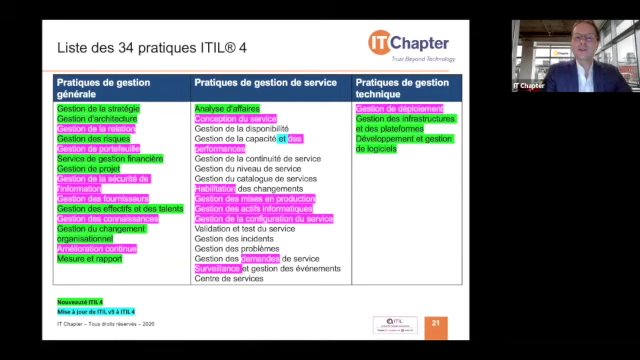 Liste des 34 pratiques ITIL® 4
IT Chapter
Trust Beyond Technology
Pratiques de gestion
générale
Gestion de la stratégie
Gestion d'architecture
Gestion de la relation
Gestion des risques
Gestion de portefeuille
Service de gestion financière
Gestion de projet
Gestion de la sécurité de
l'information
Gestion des fournisseurs
Gestion des effectifs et des talents
Gestion des connaissances
Gestion du changement
organisationnel
Amélioration continue
Mesure et rapport
Pratiques de gestion de service
Analyse d'affaires
Conception du service
Gestion de la disponibilité
Gestion de la capacité et des
performances
Gestion de la continuité de service
Gestion du niveau de service
Gestion du catalogue de services
Habilitation des changements
Gestion des mises en production
Gestion des actifs informatiques
Gestion de la configuration du service
Validation et test du service
Gestion des incidents
Gestion des problèmes
Gestion des demandes de service
Surveillance et gestion des événements
Centre de services
Pratiques de gestion
technique
Gestion de déploiement
Gestion des infrastructures
et des plateformes
Développement et gestion
de logiciels
Nouveauté ITIL 4
Mise à jour de ITIL v3 à ITIL 4
IT Chapter – Tous droits réservés – 2020
ITIL
21
IT Chapter